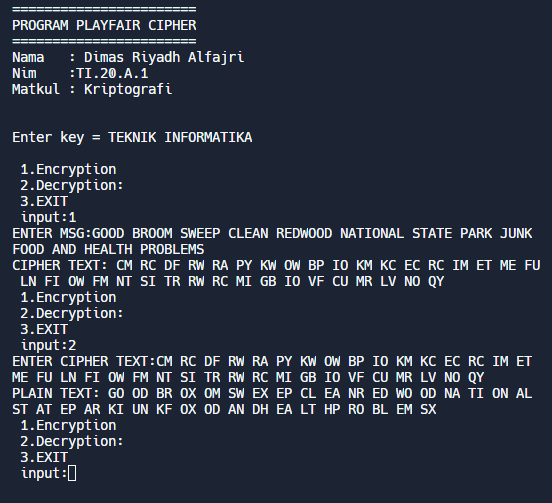 =======================
PROGRAM PLAYFAIR CIPHER
=======================
Nama   : Dimas Riyadh Alfajri
Nim    :TI.20.A.1
Matkul : Kriptografi
Enter key = TEKNIK INFORMATIKA
1.Encryption
2.Decryption:
3.EXIT
input:1
ENTER MSG:GOOD BROOM SWEEP CLEAN REDWOOD NATIONAL STATE PARK JUNK
FOOD AND HEALTH PROBLEMS
CIPHER TEXT: CM RC DF RW RA PY KW OW BP IO KM KC EC RC IM ET ME FU
LN FI OW FM NT SI TR RW RC MI GB IO VF CU MR LV NO QY
1.Encryption
2.Decryption:
3.EXIT
input:2
ENTER CIPHER TEXT:CM RC DF RW RA PY KW OW BP IO KM KC EC RC IM ET
ME FU LN FI OW FM NT SI TR RW RC MI GB IO VF CU MR LV NO QY
PLAIN TEXT: GO OD BR OX OM SW EX EP CL EA NR ED WO OD NA TI ON AL
ST AT EP AR KI UN KF OX OD AN DH EA LT HP RO BL EM SX
1.Encryption
2.Decryption:
3.EXIT
input: